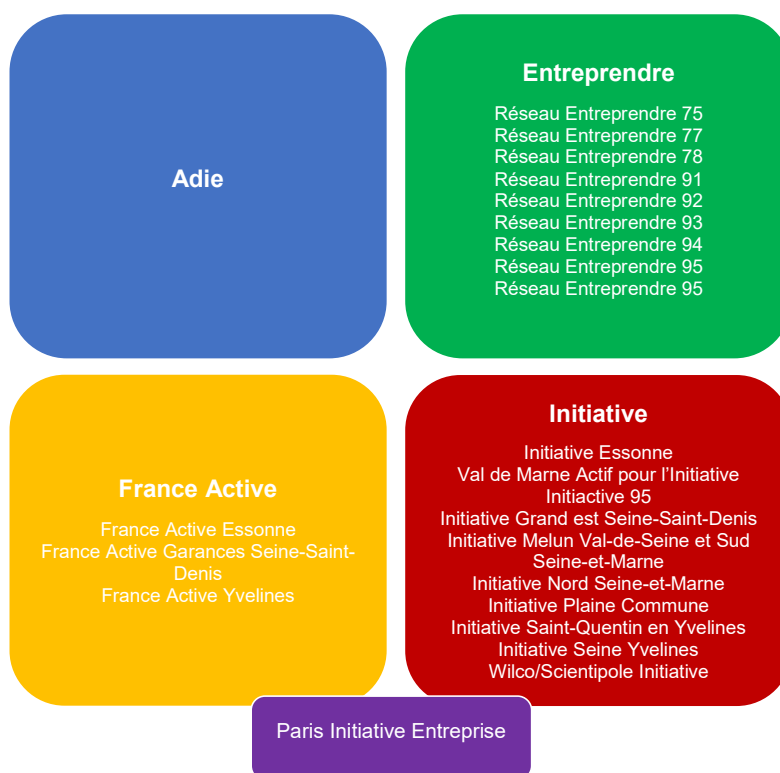 Adie
Entreprendre
Réseau Entreprendre 75
Réseau Entreprendre 77
Réseau Entreprendre 78
Réseau Entreprendre 91
Réseau Entreprendre 92
Réseau Entreprendre 93
Réseau Entreprendre 94
Réseau Entreprendre 95
Réseau Entreprendre 95
France Active
France Active Essonne
France Active Garances Seine-Saint-
Denis
France Active Yvelines
Initiative
Initiative Essonne
Val de Marne Actif pour l’Initiative
Initiactive 95
Initiative Grand est Seine-Saint-Denis
Initiative Melun Val-de-Seine et Sud
Seine-et-Marne
Initiative Nord Seine-et-Marne
Initiative Plaine Commune
Initiative Saint-Quentin en Yvelines
Initiative Seine Yvelines
Wilco/Scientipole Initiative
Paris Initiative Entreprise